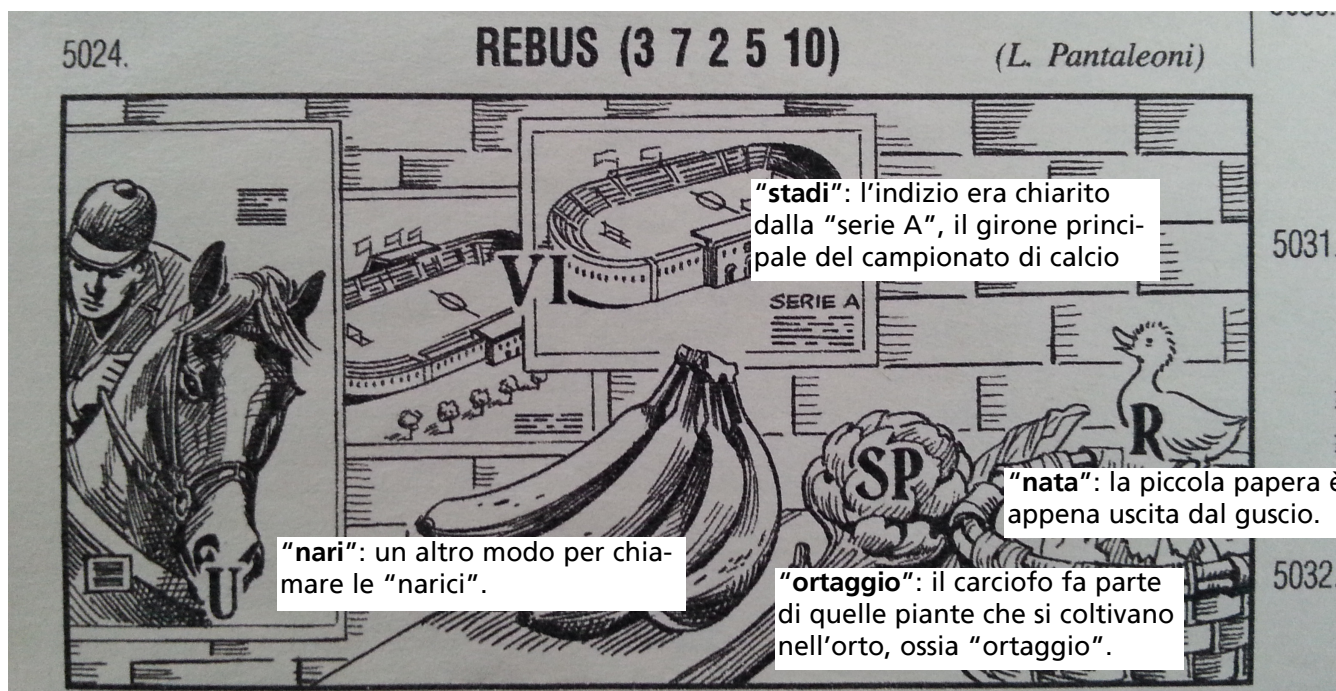 5024.
REBUS (3 7 2 5 10)
(L. Pantaleoni)
"stadi": l'indizio era chiarito
dalla "serie A", il girone princi-
pale del campionato di calcio
5031.
VI
SERIE A
R
SP
"nata": la piccola papera è
appena uscita dal guscio.
"nari": un altro modo per chia-
mare le "narici".
U
"ortaggio": il carciofo fa parte
di quelle piante che si coltivano
nell'orto, ossia "ortaggio".
5032.